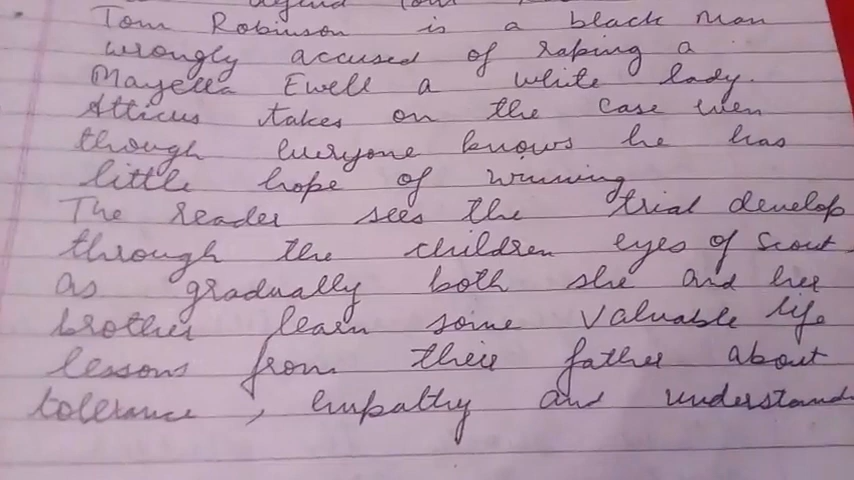 defend Tom
Tom Robinson is a black man
wrongly accused of raping a
Mayella Ewell a white lady.
Atticus takes on the case even
though everyone knows he has
little hope of winning
The reader sees the trial develop
through the children eyes of Scout
as gradually both she and her
brother learn some valuable life
lessons from their father about
tolerance, empathy and understand